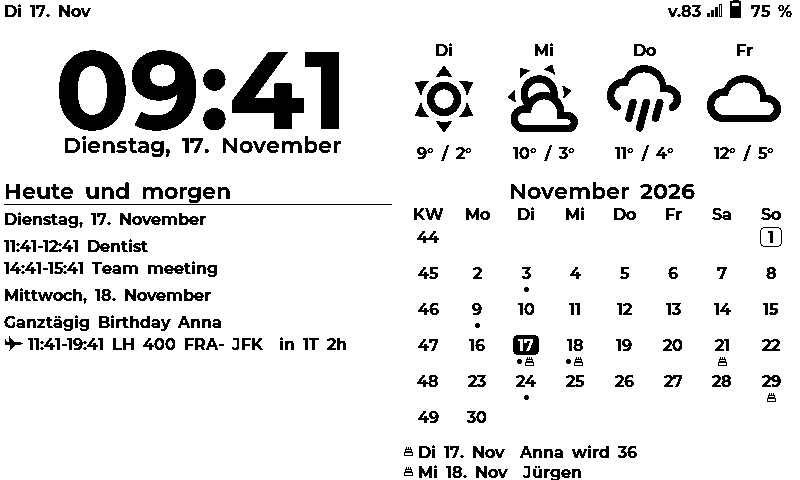 Di 17. Nov
v.83 75 %
09:41
Dienstag, 17. November
Di Mi Do Fr
9° / 2° 10° / 3° 11° / 4° 12° / 5°
Heute und morgen
Dienstag, 17. November
11:41-12:41 Dentist
14:41-15:41 Team meeting
Mittwoch, 18. November
Ganztägig Birthday Anna
11:41-19:41 LH 400 FRA- JFK in 1T 2h
November 2026
KW Mo Di Mi Do Fr Sa So
44 1
45 2 3 4 5 6 7 8
46 9 10 11 12 13 14 15
47 16 17 18 19 20 21 22
48 23 24 25 26 27 28 29
49 30
Di 17. Nov Anna wird 36
Mi 18. Nov Jürgen